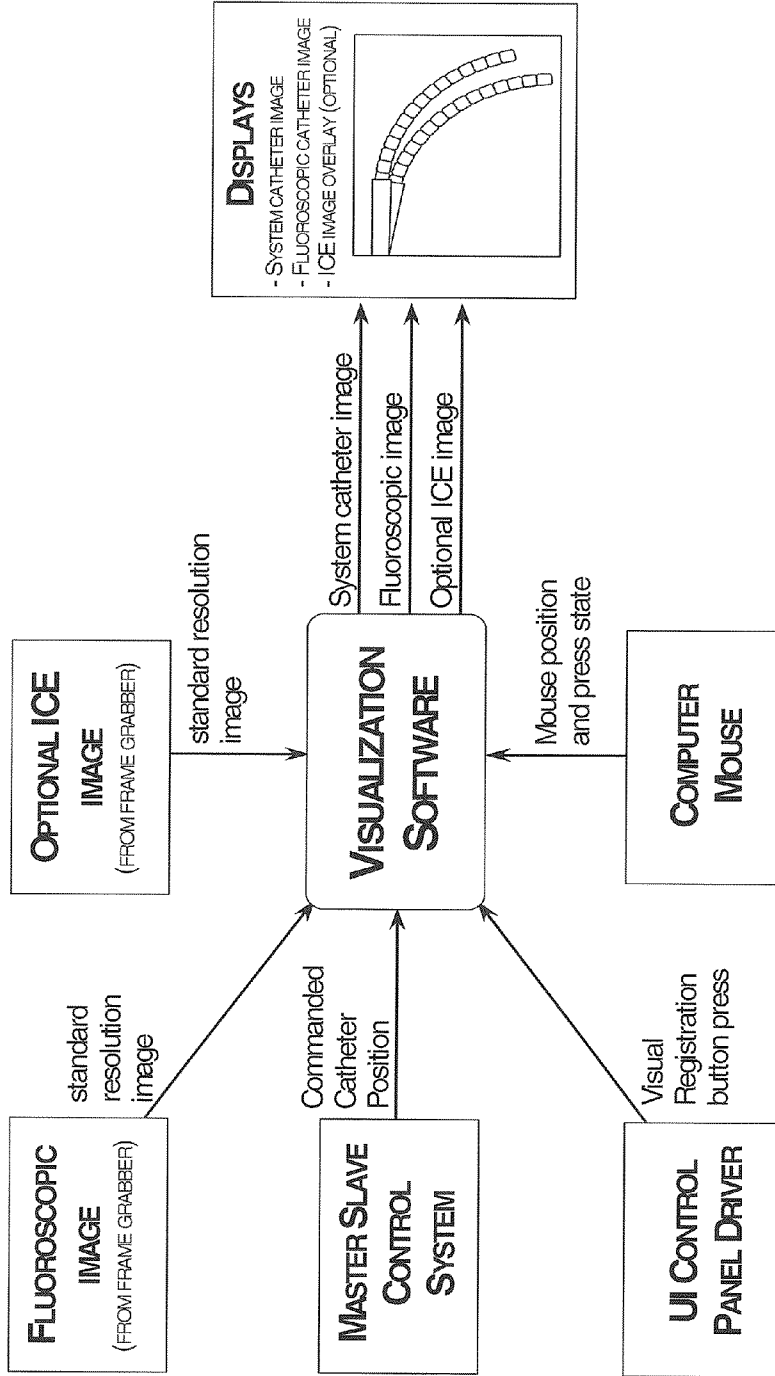 FLUOROSCOPIC
IMAGE
(FROM FRAME GRABBER)
standard
resolution
image
OPTIONAL ICE
IMAGE
(FROM FRAME GRABBER)
standard resolution
image
MASTER SLAVE
CONTROL
SYSTEM
Commanded
Catheter
Position
VISUALIZATION
SOFTWARE
System catheter image
Fluoroscopic image
Optional ICE image
DISPLAYS
- SYSTEM CATHETER IMAGE
- FLUOROSCOPIC CATHETER IMAGE
- ICE IMAGE OVERLAY (OPTIONAL)
UI CONTROL
PANEL DRIVER
Visual
Registration
button press
COMPUTER
MOUSE
Mouse position
and press state